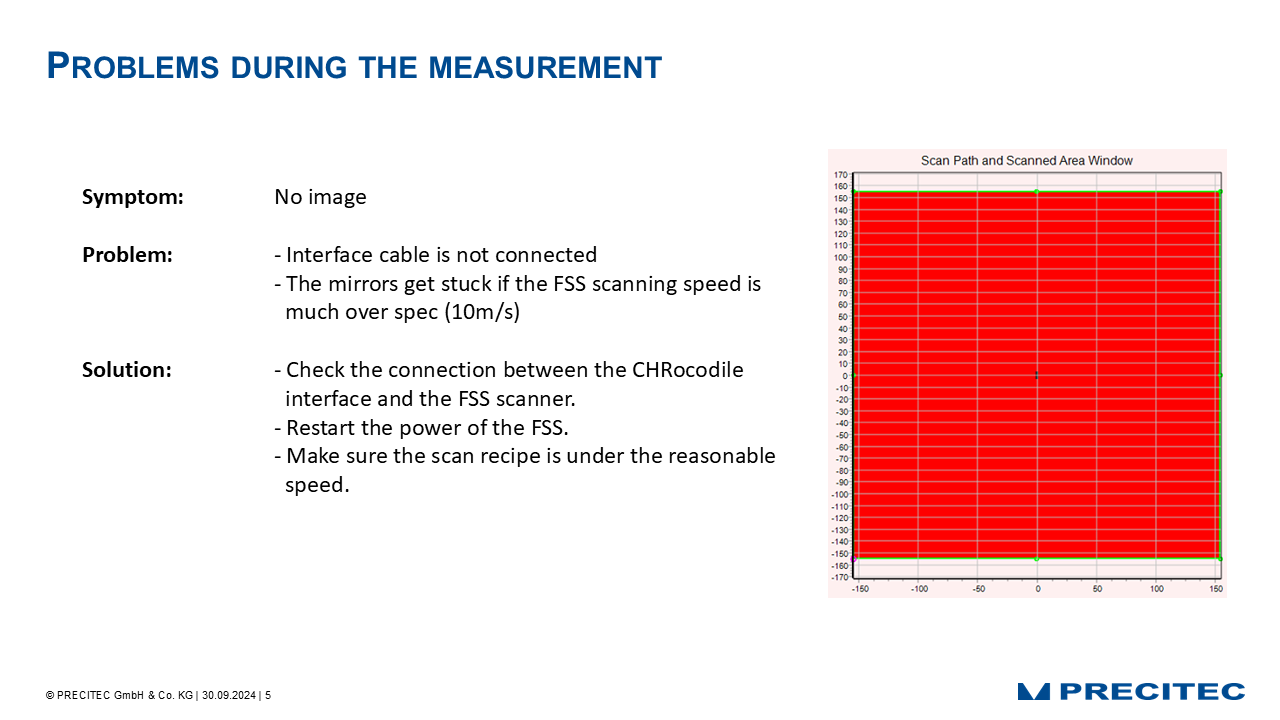 PROBLEMS DURING THE MEASUREMENT
Symptom: No image
Problem: - Interface cable is not connected
- The mirrors get stuck if the FSS scanning speed is
much over spec (10m/s)
Solution: - Check the connection between the CHRocodile
interface and the FSS scanner.
- Restart the power of the FSS.
- Make sure the scan recipe is under the reasonable
speed.
Scan Path and Scanned Area Window
170
160
150
140
130
120
110
100
90
80
70
60
50
40
30
20
10
0
-10
-20
-30
-40
-50
-60
-70
-80
-90
-100
-110
-120
-130
-140
-150
-160
-170
-150 -100 -50 0 50 100 150
© PRECITEC GmbH & Co. KG | 30.09.2024 | 5
PRECITEC